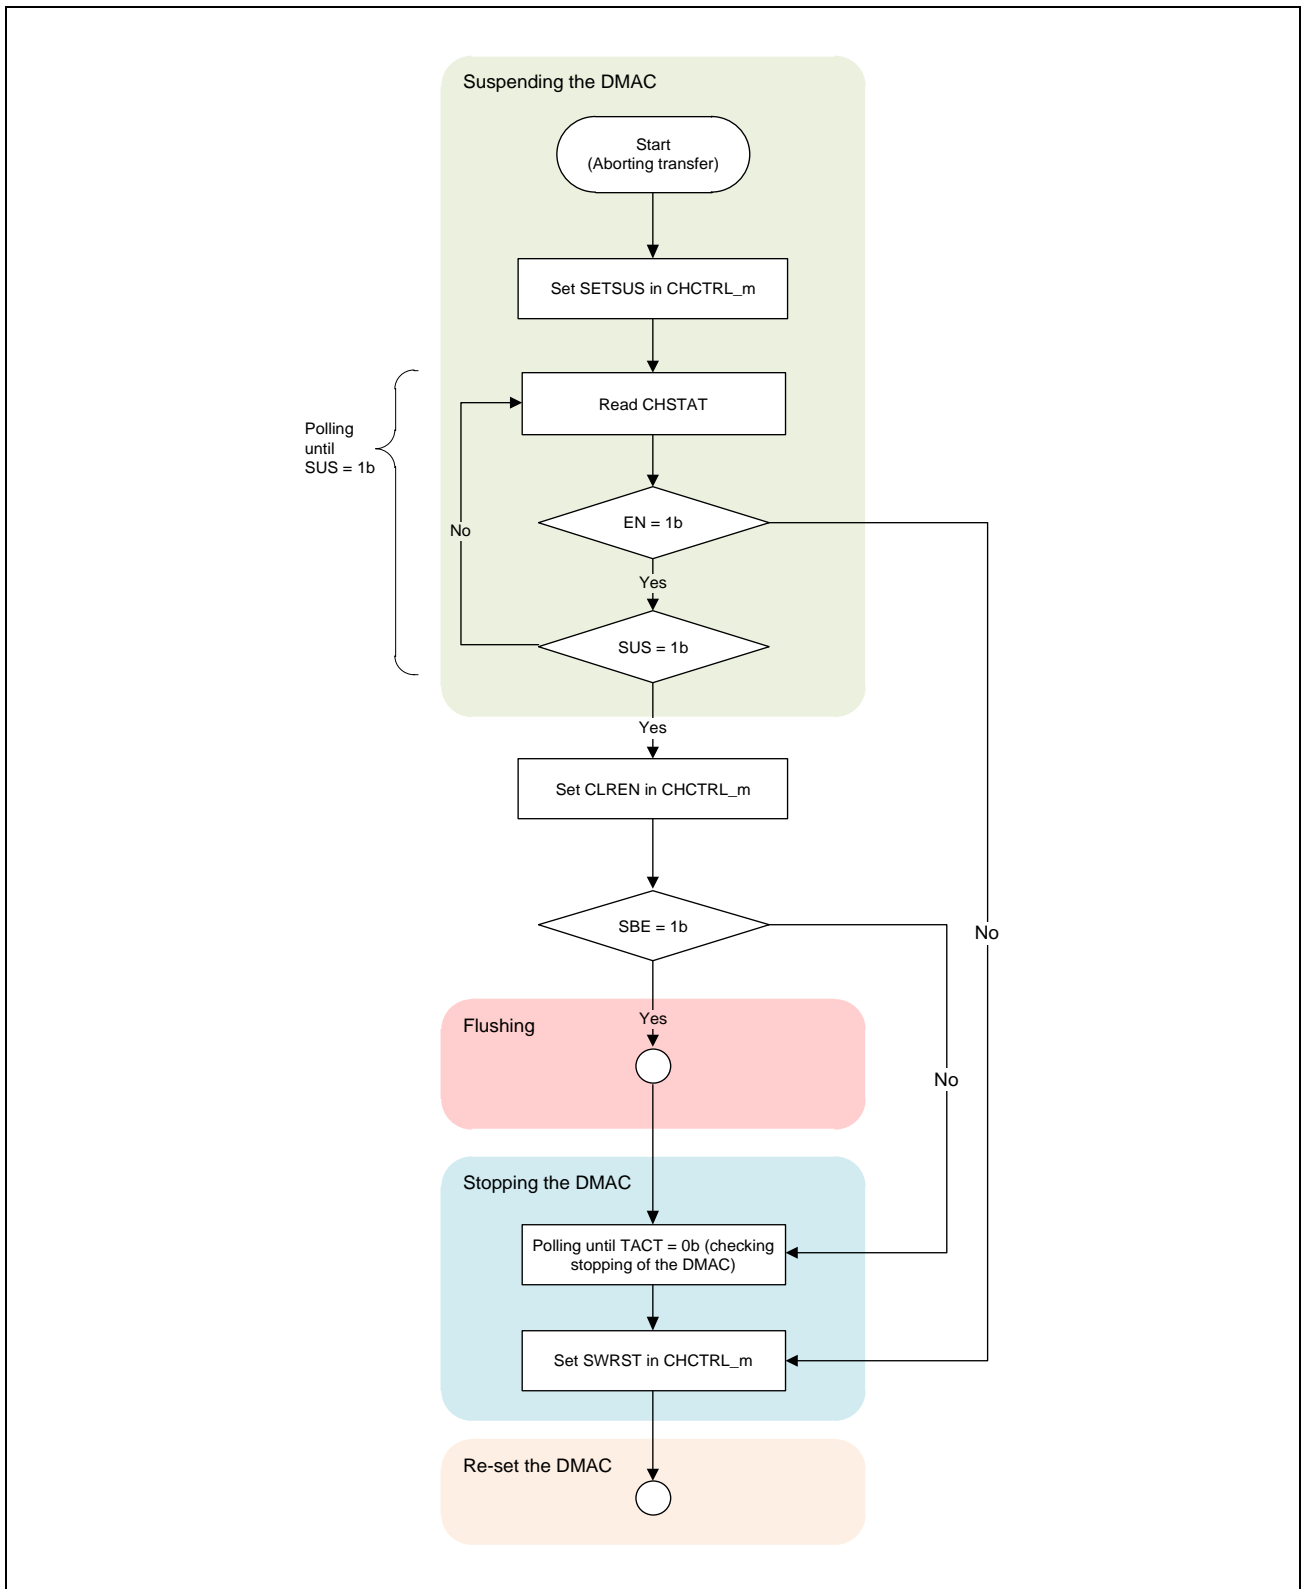 Suspending the DMAC
Start
(Aborting transfer)
Set SETSUS in CHCTRL_m
Read CHSTAT
Polling
until
SUS = 1b
EN = 1b
No
Yes
SUS = 1b
Yes
Set CLREN in CHCTRL_m
SBE = 1b
No
Flushing
Yes
No
Stopping the DMAC
Polling until TACT = 0b (checking
stopping of the DMAC)
Set SWRST in CHCTRL_m
Re-set the DMAC